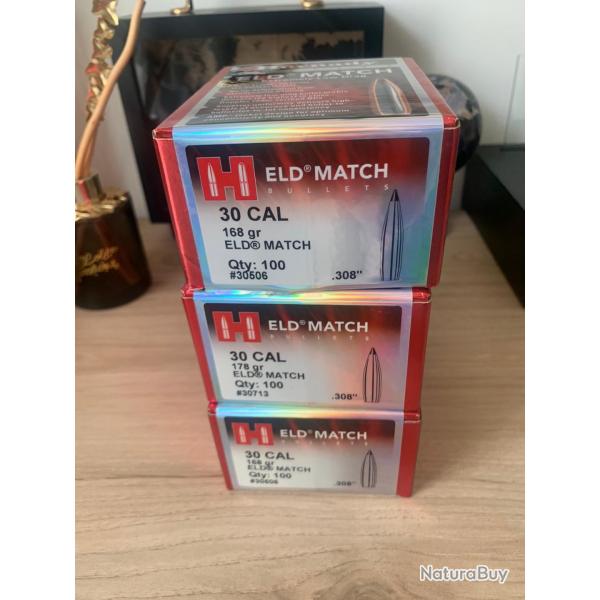 ELD® MATCH
H ELD® MATCH
BULLETS
30 CAL
168 gr
ELD® MATCH
Qty: 100
#30506 .308"
H ELD® MATCH
BULLETS
30 CAL
178 gr
ELD® MATCH
Qty: 100
#30713 .308"
H ELD® MATCH
BULLETS
30 CAL
168 gr
ELD® MATCH
Qty: 100
#30506 .308"
NaturaBuy